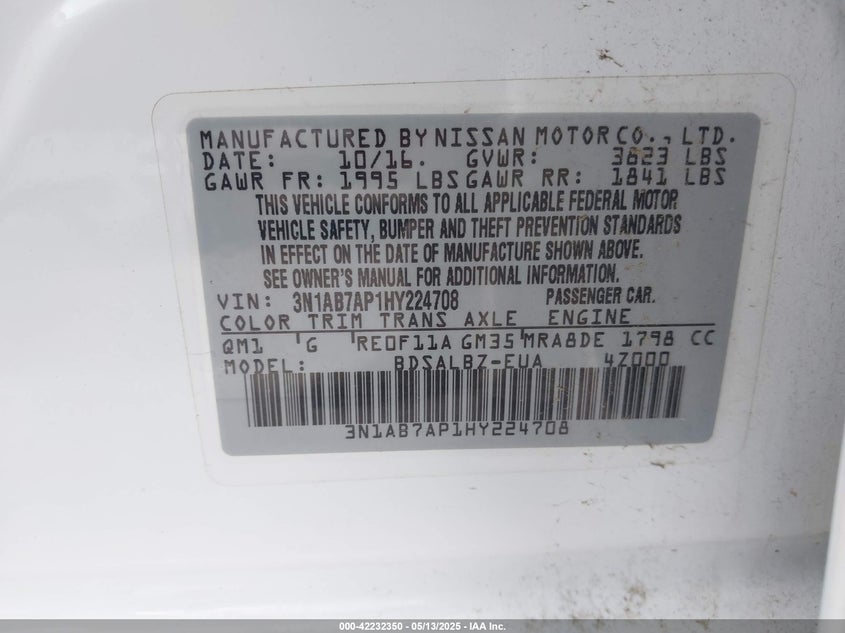 MANUFACTURED BY NISSAN MOTOR CO., LTD.
DATE: 10/16. GVWR: 3623 LBS
GAWR FR: 1995 LBS GAWR RR: 1841 LBS
THIS VEHICLE CONFORMS TO ALL APPLICABLE FEDERAL MOTOR
VEHICLE SAFETY, BUMPER AND THEFT PREVENTION STANDARDS
IN EFFECT ON THE DATE OF MANUFACTURE SHOWN ABOVE.
SEE OWNER'S MANUAL FOR ADDITIONAL INFORMATION.
VIN: 3N1AB7AP1HY224708 PASSENGER CAR.
COLOR TRIM TRANS AXLE ENGINE
QM1 'G 'RE0F11A GM35'MRA8DE 1798 CC
MODEL: BDSALBZ-EUA 4Z000
3N1AB7AP1HY224708
000-42232350 - 05/13/2025 - IAA Inc.